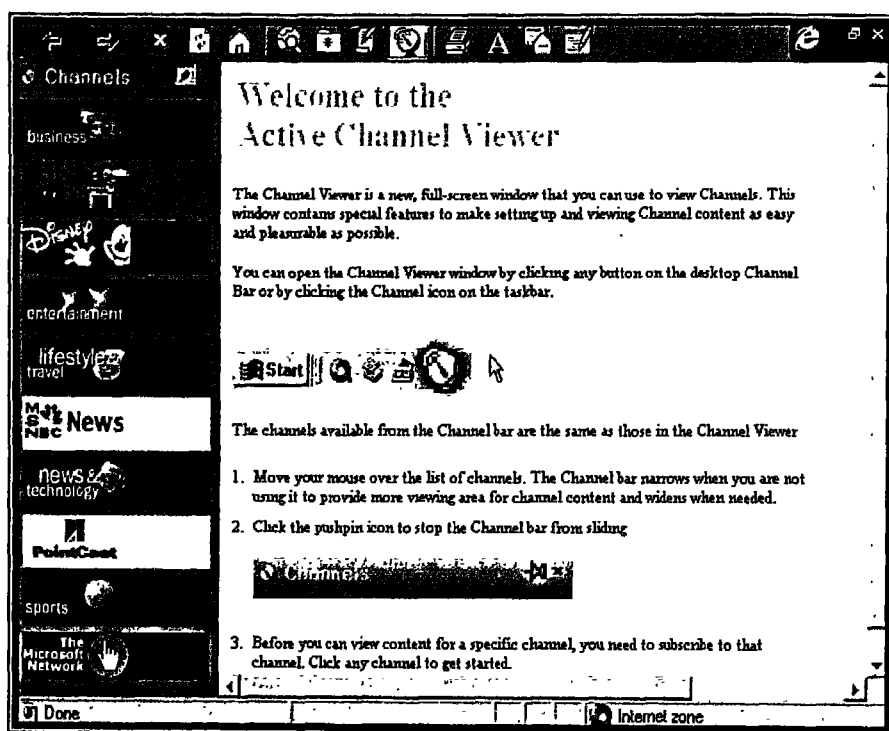 Channels
business
Disney
entertainment
lifestyle
travel
MSNBC News
news &
technology
PointCast
sports
The
Microsoft
Network
Welcome to the
Active Channel Viewer
The Channel Viewer is a new, full-screen window that you can use to view Channels. This
window contains special features to make setting up and viewing Channel content as easy
and pleasurable as possible.
You can open the Channel Viewer window by clicking any button on the desktop Channel
Bar or by clicking the Channel icon on the taskbar.
Start
The channels available from the Channel bar are the same as those in the Channel Viewer
1. Move your mouse over the list of channels. The Channel bar narrows when you are not
using it to provide more viewing area for channel content and widens when needed.
2. Click the pushpin icon to stop the Channel bar from sliding
Channels
3. Before you can view content for a specific channel, you need to subscribe to that
channel. Click any channel to get started.
Done
Internet zone